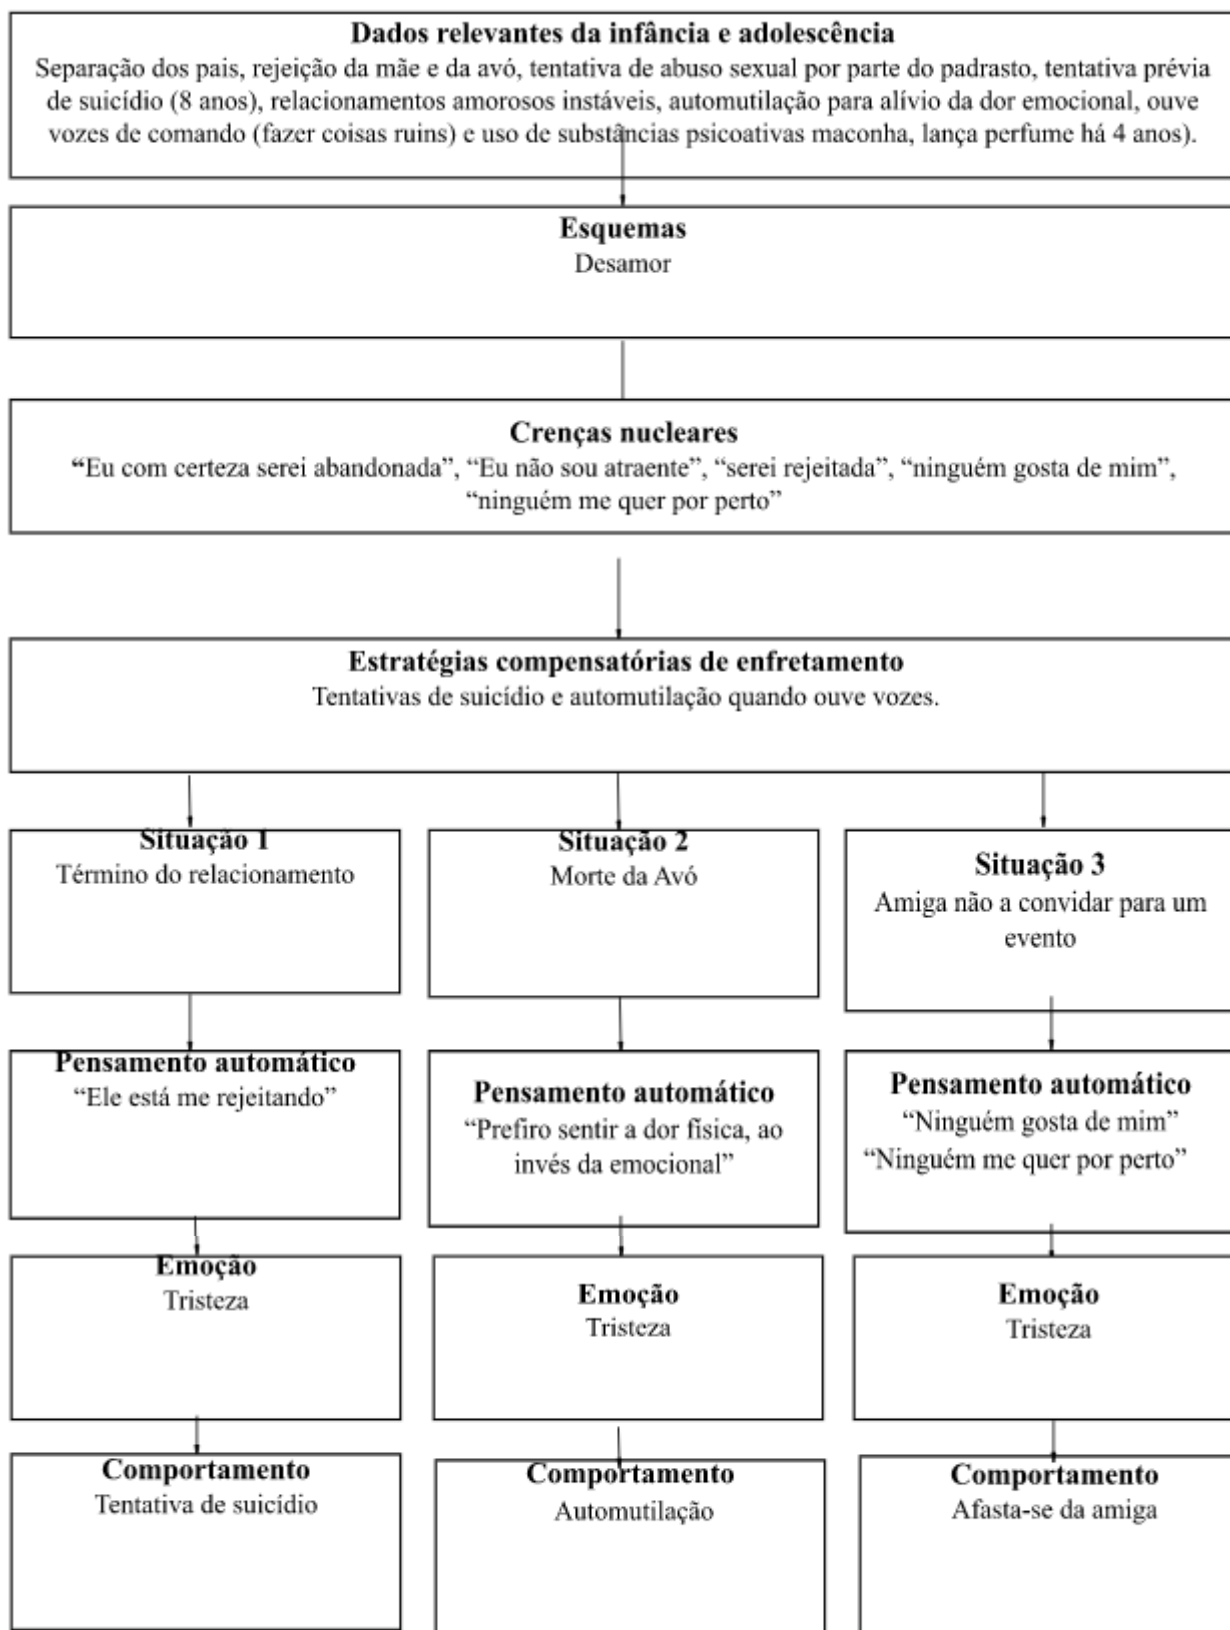 Dados relevantes da infância e adolescência
Separação dos pais, rejeição da mãe e da avó, tentativa de abuso sexual por parte do padrasto, tentativa prévia
de suicídio (8 anos), relacionamentos amorosos instáveis, automutilação para alívio da dor emocional, ouve
vozes de comando (fazer coisas ruins) e uso de substâncias psicoativas maconha, lança perfume há 4 anos).
Esquemas
Desamor
Crenças nucleares
“Eu com certeza serei abandonada”, “Eu não sou atraente”, “serei rejeitada”, “ninguém gosta de mim”,
“ninguém me quer por perto”
Estratégias compensatórias de enfretamento
Tentativas de suicídio e automutilação quando ouve vozes.
Situação 1
Término do relacionamento
Situação 2
Morte da Avó
Situação 3
Amiga não a convidar para um
evento
Pensamento automático
“Ele está me rejeitando”
Pensamento automático
“Prefiro sentir a dor física, ao
invés da emocional”
Pensamento automático
“Ninguém gosta de mim”
“Ninguém me quer por perto”
Emoção
Tristeza
Emoção
Tristeza
Emoção
Tristeza
Comportamento
Tentativa de suicídio
Comportamento
Automutilação
Comportamento
Afasta-se da amiga